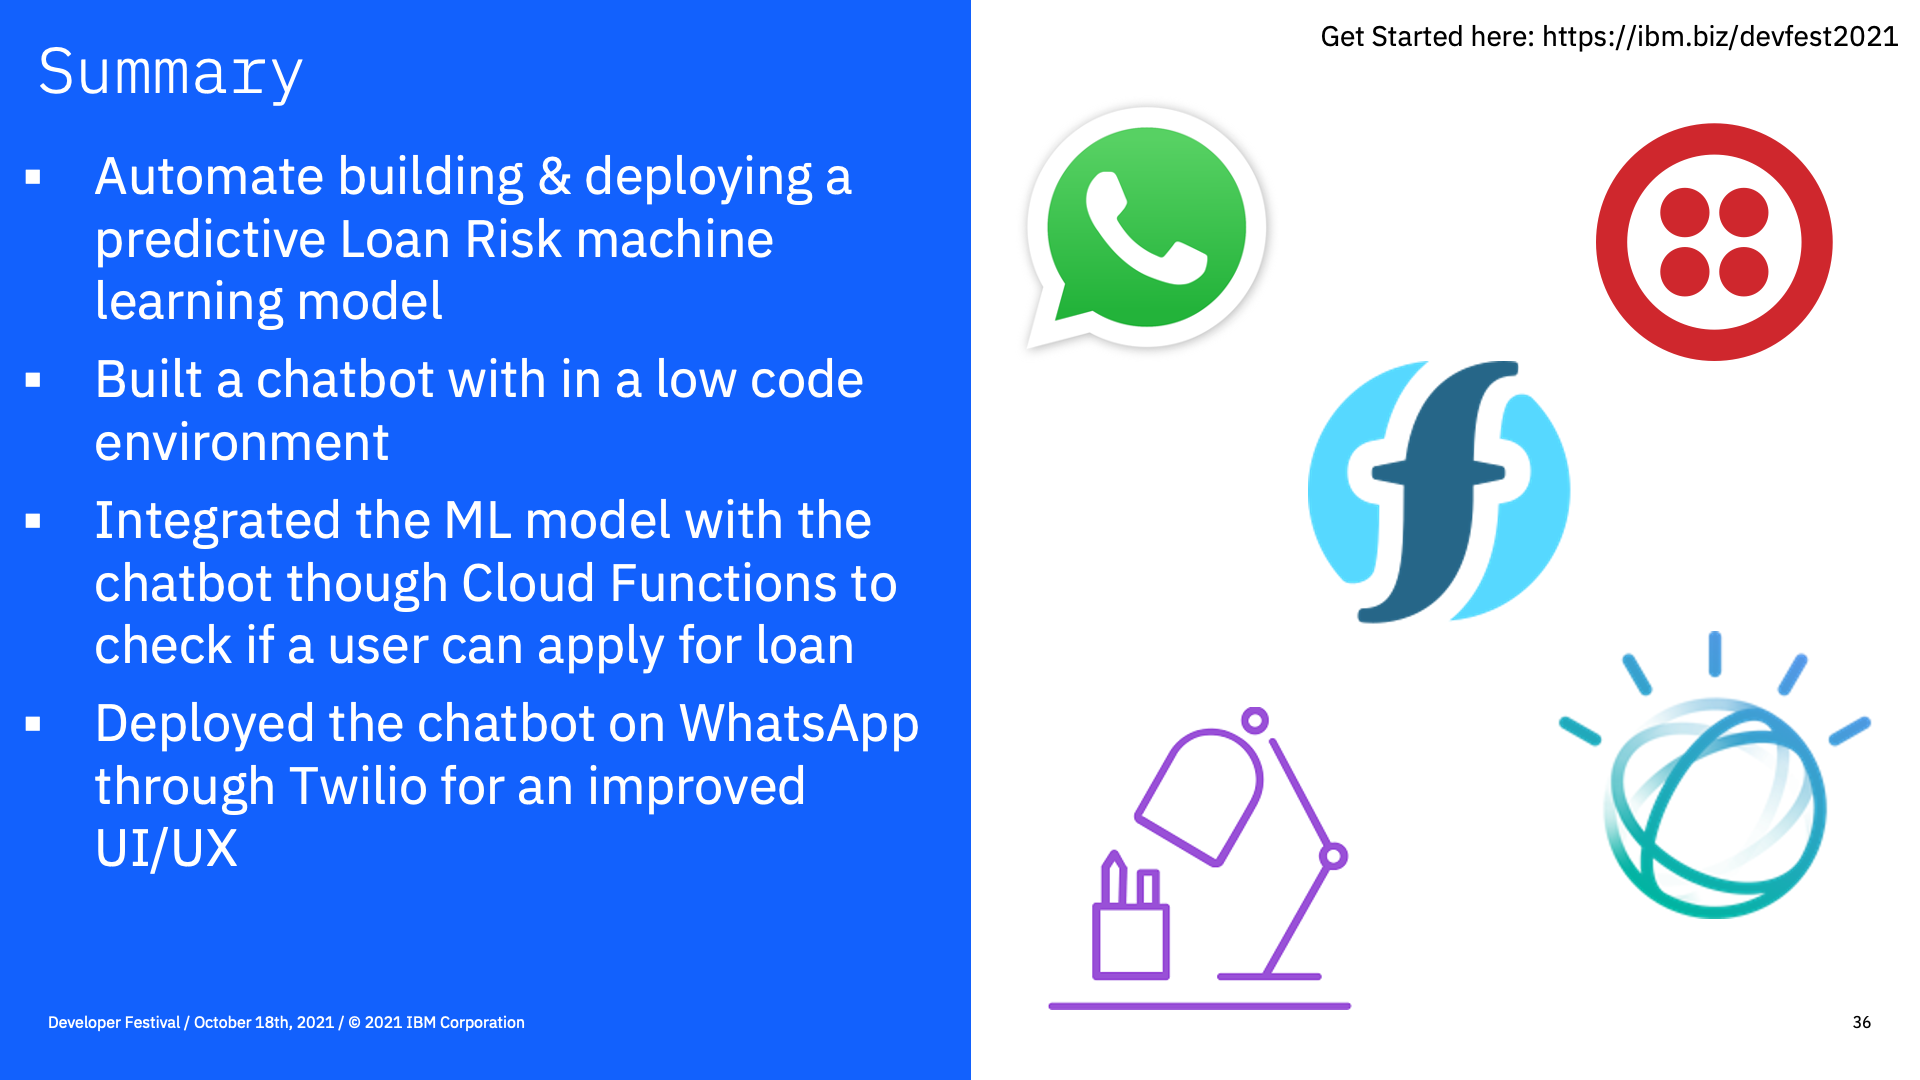 Get Started here: https://ibm.biz/devfest2021
Summary
▪ Automate building & deploying a
predictive Loan Risk machine
learning model
▪ Built a chatbot with in a low code
environment
▪ Integrated the ML model with the
chatbot though Cloud Functions to
check if a user can apply for loan
▪ Deployed the chatbot on WhatsApp
through Twilio for an improved
UI/UX
Developer Festival / October 18th, 2021 / © 2021 IBM Corporation
36